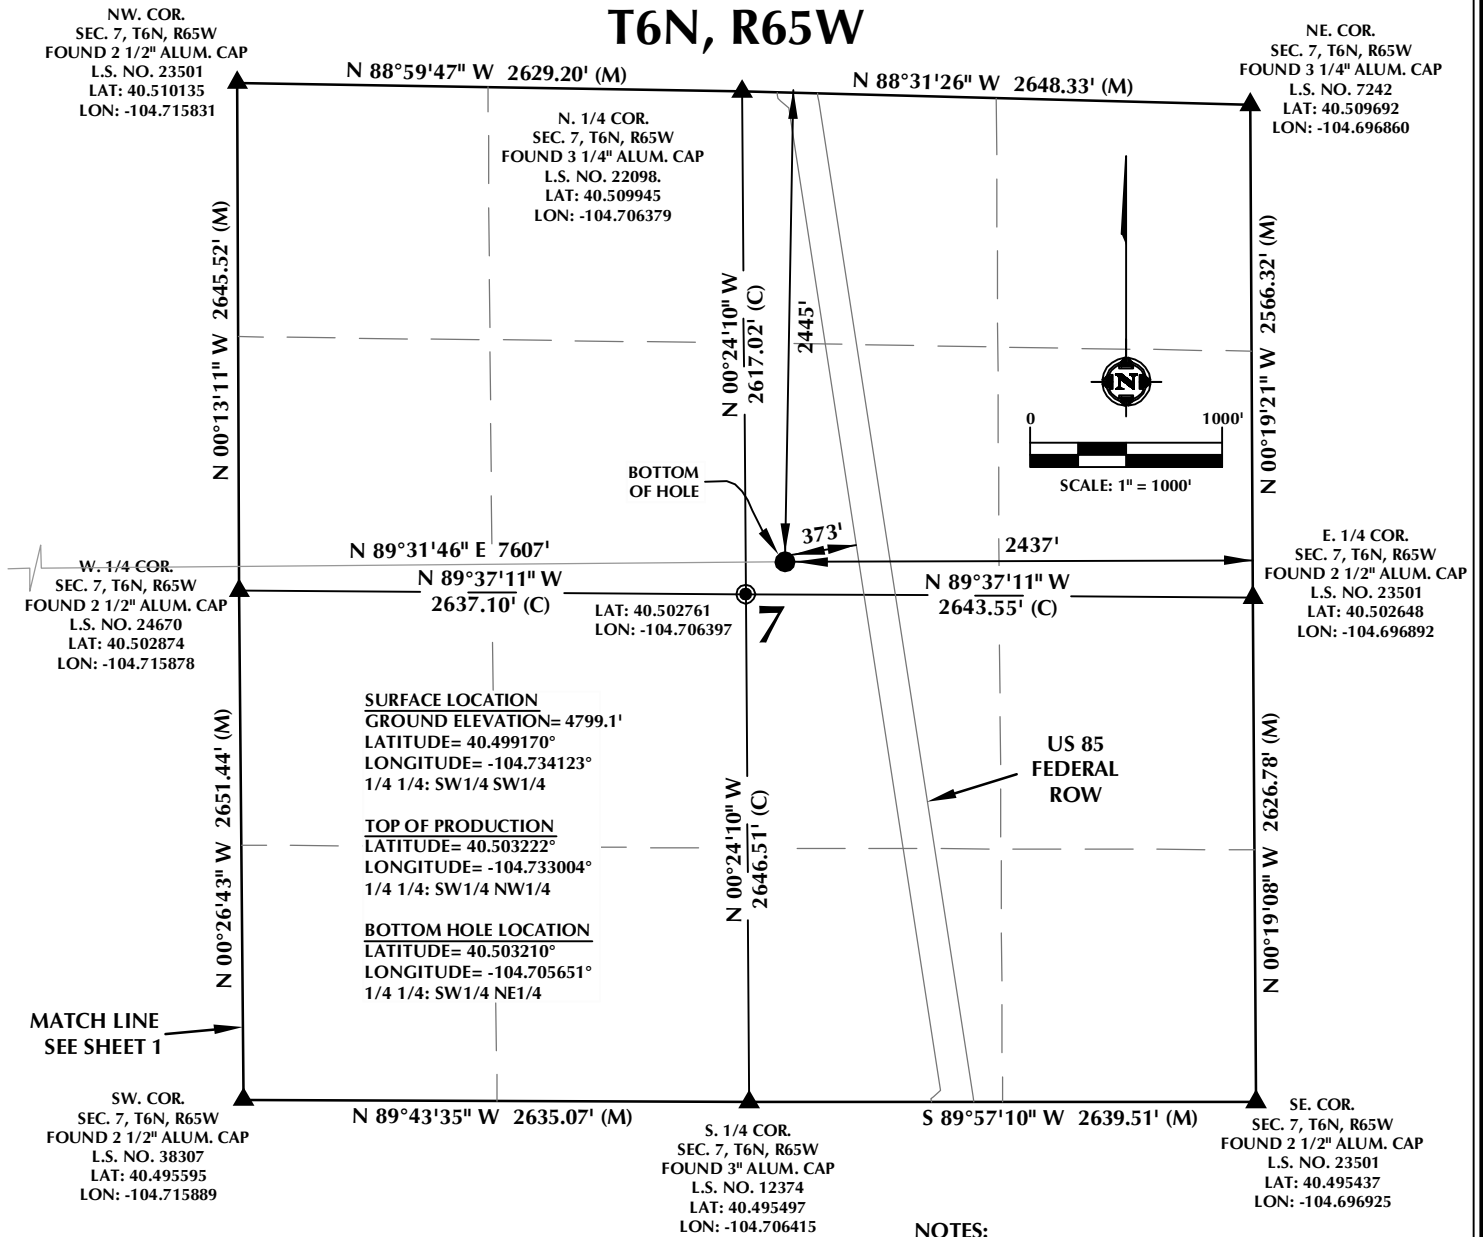 T6N, R65W
NW. COR.
SEC. 7, T6N, R65W
FOUND 2 1/2" ALUM. CAP
L.S. NO. 23501
LAT: 40.510135
LON: -104.715831
N 88°59'47" W 2629.20' (M)
N 88°31'26" W 2648.33' (M)
NE. COR.
SEC. 7, T6N, R65W
FOUND 3 1/4" ALUM. CAP
L.S. NO. 7242
LAT: 40.509692
LON: -104.696860
N. 1/4 COR.
SEC. 7, T6N, R65W
FOUND 3 1/4" ALUM. CAP
L.S. NO. 22098.
LAT: 40.509945
LON: -104.706379
N 00°13'11" W 2645.52' (M)
N 00°24'10" W
2617.02' (C)
2445'
N 00°19'21" W 2566.32' (M)
N
0 1000'
SCALE: 1" = 1000'
BOTTOM
OF HOLE
373'
2437'
N 89°31'46" E 7607'
W. 1/4 COR.
SEC. 7, T6N, R65W
FOUND 2 1/2" ALUM. CAP
L.S. NO. 24670
LAT: 40.502874
LON: -104.715878
N 89°37'11" W
2637.10' (C)
LAT: 40.502761
LON: -104.706397
7
N 89°37'11" W
2643.55' (C)
E. 1/4 COR.
SEC. 7, T6N, R65W
FOUND 2 1/2" ALUM. CAP
L.S. NO. 23501
LAT: 40.502648
LON: -104.696892
SURFACE LOCATION
GROUND ELEVATION= 4799.1'
LATITUDE= 40.499170°
LONGITUDE= -104.734123°
1/4 1/4: SW1/4 SW1/4
TOP OF PRODUCTION
LATITUDE= 40.503222°
LONGITUDE= -104.733004°
1/4 1/4: SW1/4 NW1/4
BOTTOM HOLE LOCATION
LATITUDE= 40.503210°
LONGITUDE= -104.705651°
1/4 1/4: SW1/4 NE1/4
N 00°26'43" W 2651.44' (M)
N 00°24'10" W
2646.51' (C)
US 85
FEDERAL
ROW
N 00°19'08" W 2626.78' (M)
MATCH LINE
SEE SHEET 1
SW. COR.
SEC. 7, T6N, R65W
FOUND 2 1/2" ALUM. CAP
L.S. NO. 38307
LAT: 40.495595
LON: -104.715889
N 89°43'35" W 2635.07' (M)
S. 1/4 COR.
SEC. 7, T6N, R65W
FOUND 3" ALUM. CAP
L.S. NO. 12374
LAT: 40.495497
LON: -104.706415
S 89°57'10" W 2639.51' (M)
SE. COR.
SEC. 7, T6N, R65W
FOUND 2 1/2" ALUM. CAP
L.S. NO. 23501
LAT: 40.495437
LON: -104.696925
NOTES: